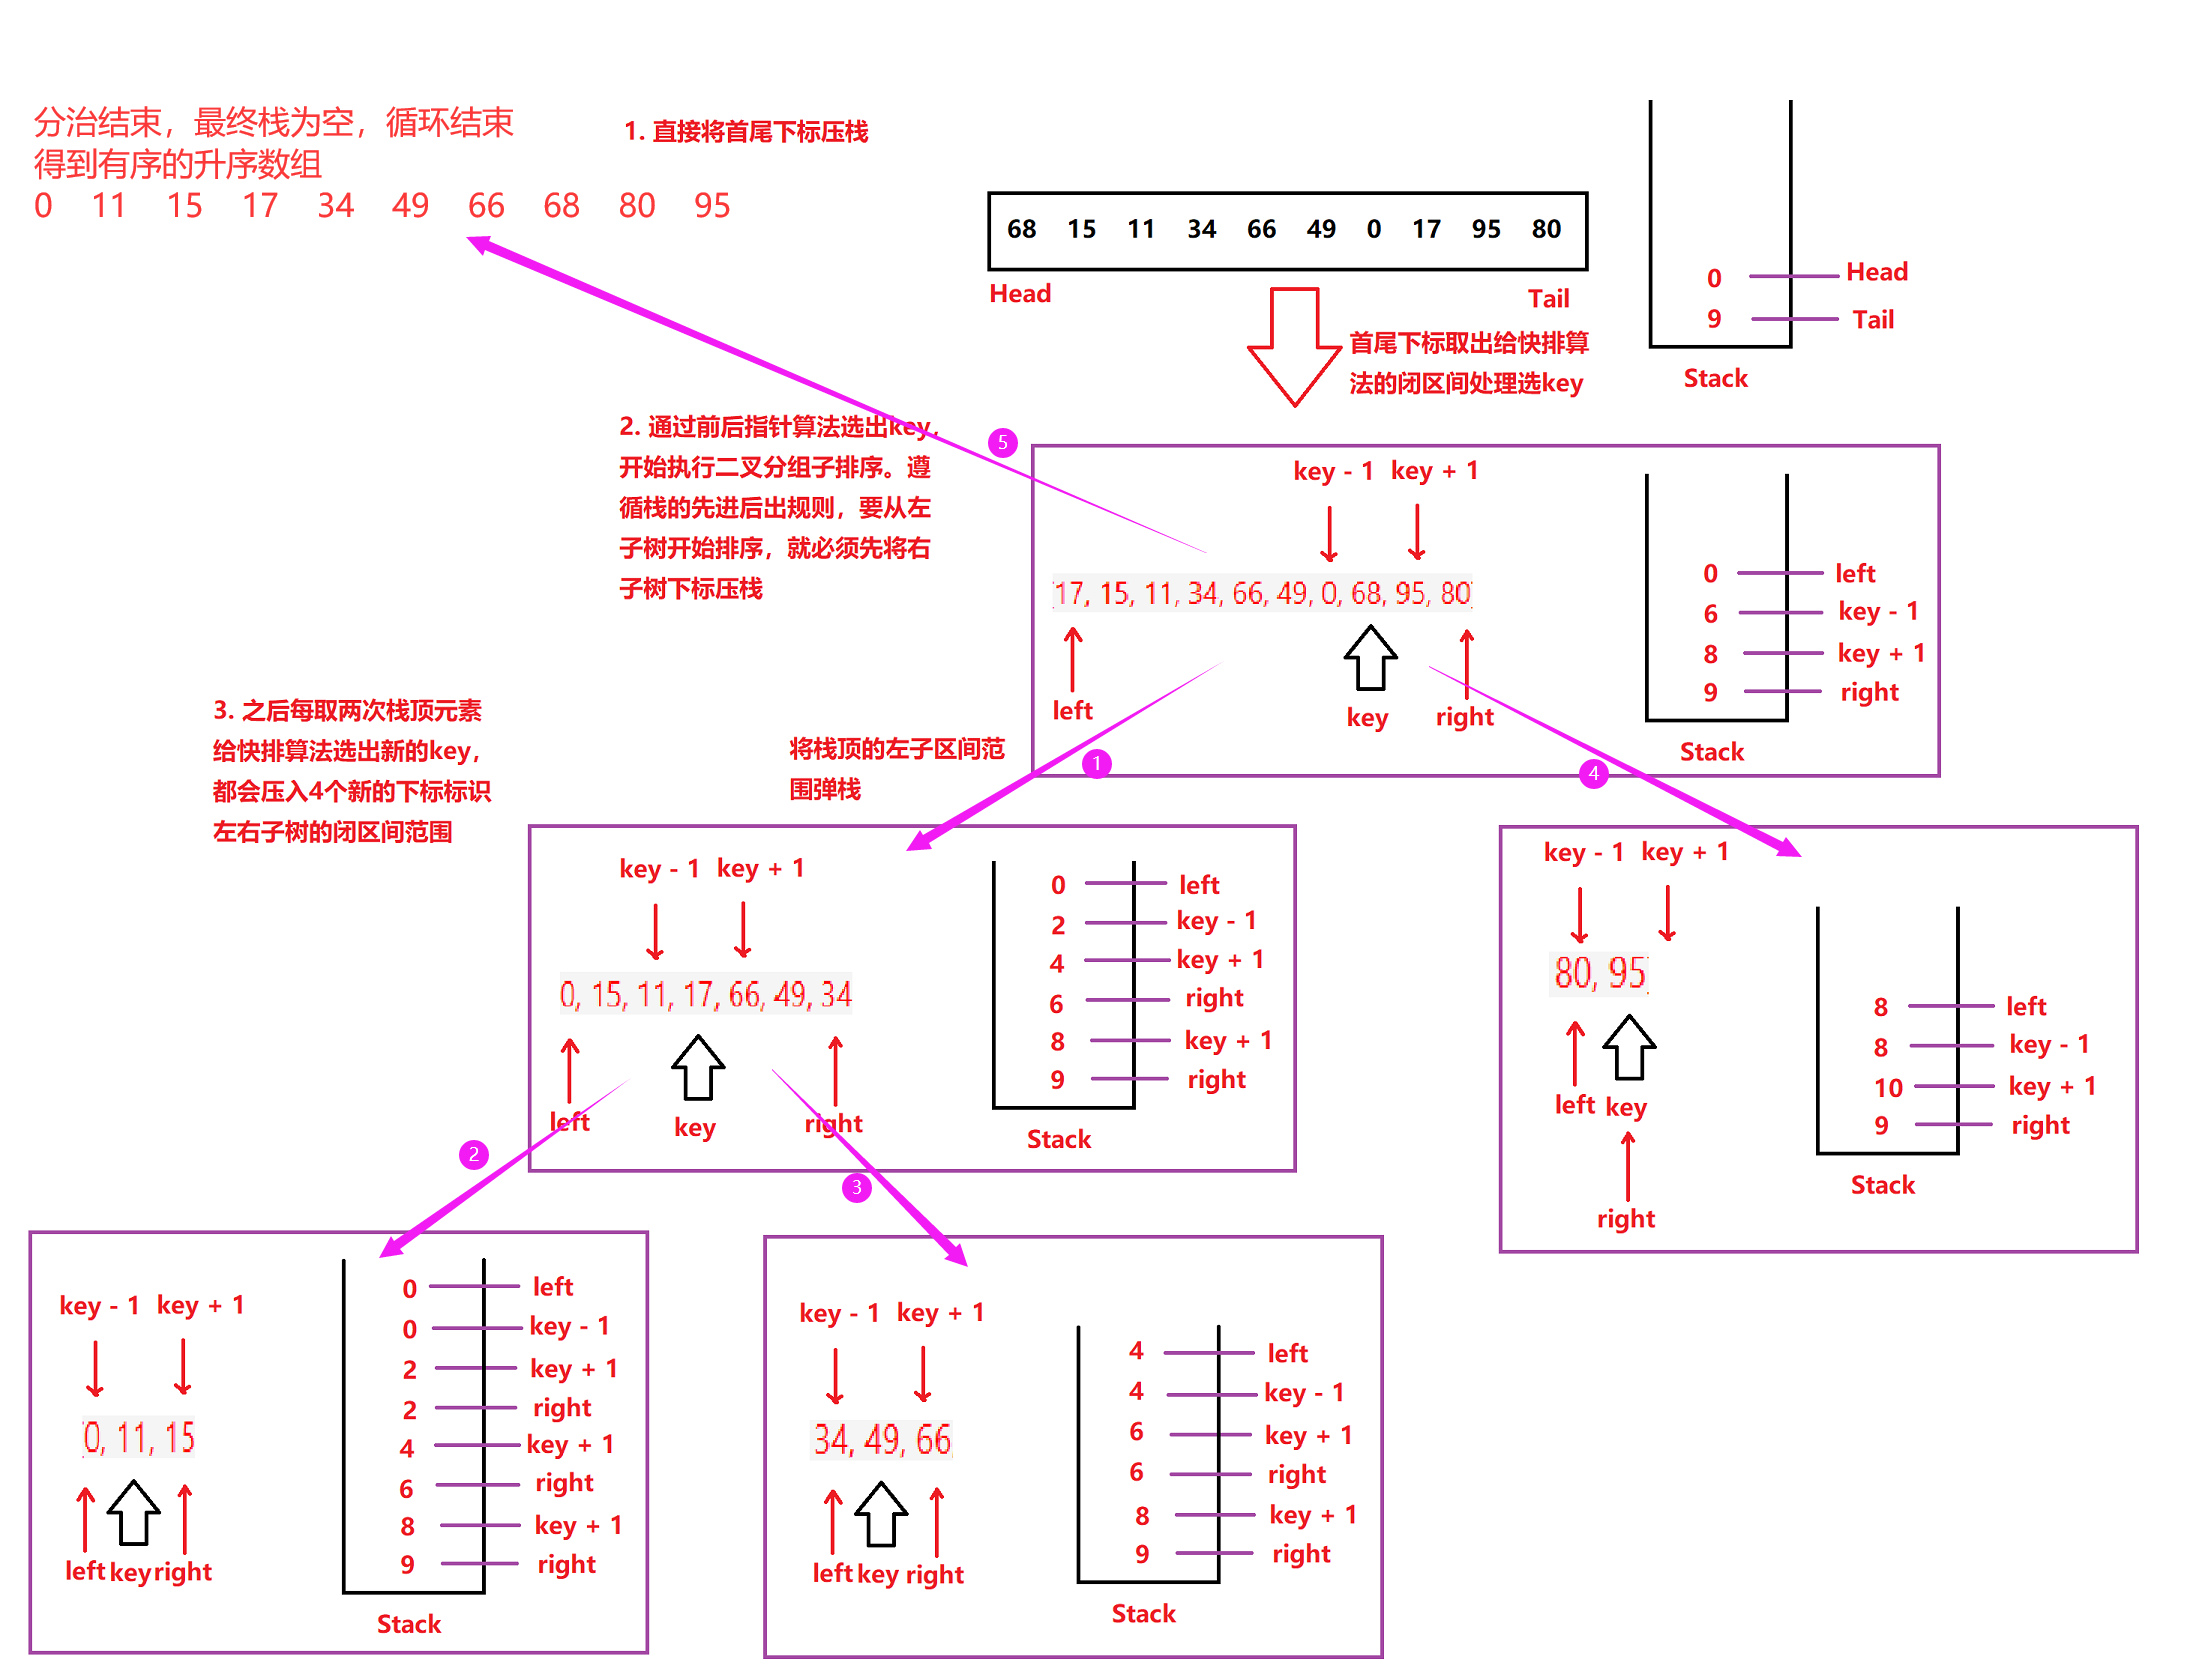 分治结束，最终栈为空，循环结束
得到有序的升序数组
0 11 15 17 34 49 66 68 80 95
1. 直接将首尾下标压栈
68 15 11 34 66 49 0 17 95 80
Head
Tail
0
Head
9
Tail
Stack
首尾下标取出给快排算
法的闭区间处理选key
2. 通过前后指针算法选出key，
开始执行二叉分组子排序。遵
循栈的先进后出规则，要从左
子树开始排序，就必须先将右
子树下标压栈
5
key - 1 key + 1
17, 15, 11, 34, 66, 49, 0, 68, 95, 80
left
key
right
0
left
6
key - 1
8
key + 1
9
right
Stack
3. 之后每取两次栈顶元素
给快排算法选出新的key，
都会压入4个新的下标标识
左右子树的闭区间范围
将栈顶的左子区间范
围弹栈
1
4
key - 1 key + 1
0, 15, 11, 17, 66, 49, 34
left
key
right
0
left
2
key - 1
4
key + 1
6
right
8
key + 1
9
right
Stack
key - 1 key + 1
80, 95
left key
right
8
left
8
key - 1
10
key + 1
9
right
Stack
2
3
key - 1 key + 1
0, 11, 15
left key right
0
left
0
key - 1
2
key + 1
2
right
4
key + 1
6
right
8
key + 1
9
right
Stack
key - 1 key + 1
34, 49, 66
left key right
4
left
4
key - 1
6
key + 1
6
right
8
key + 1
9
right
Stack